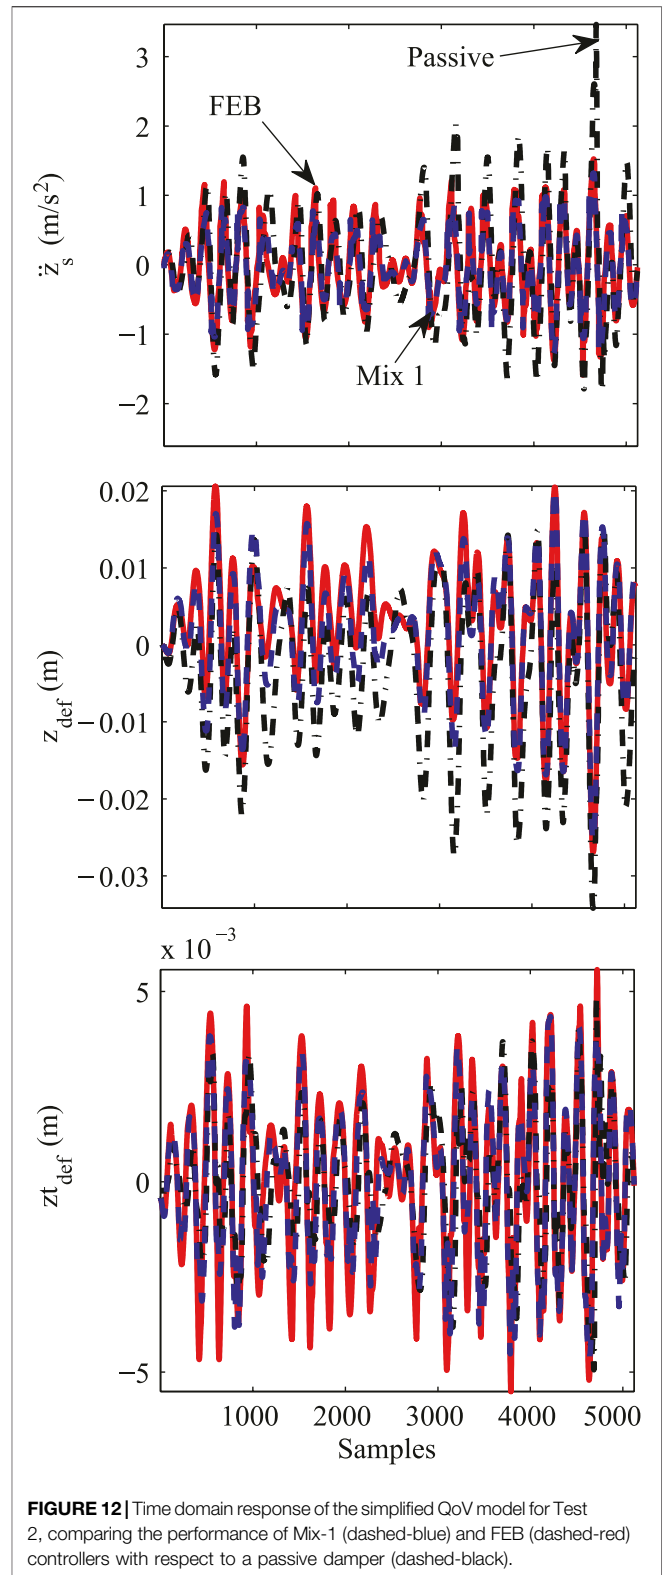 3
2
1
0
−1
−2
z̈s (m/s²)
Passive
FEB
Mix 1
0.02
0.01
0
−0.01
−0.02
−0.03
zdef (m)
x 10⁻³
5
0
−5
ztdef (m)
1000 2000 3000 4000 5000
Samples
FIGURE 12 | Time domain response of the simplified QoV model for Test
2, comparing the performance of Mix-1 (dashed-blue) and FEB (dashed-red)
controllers with respect to a passive damper (dashed-black).